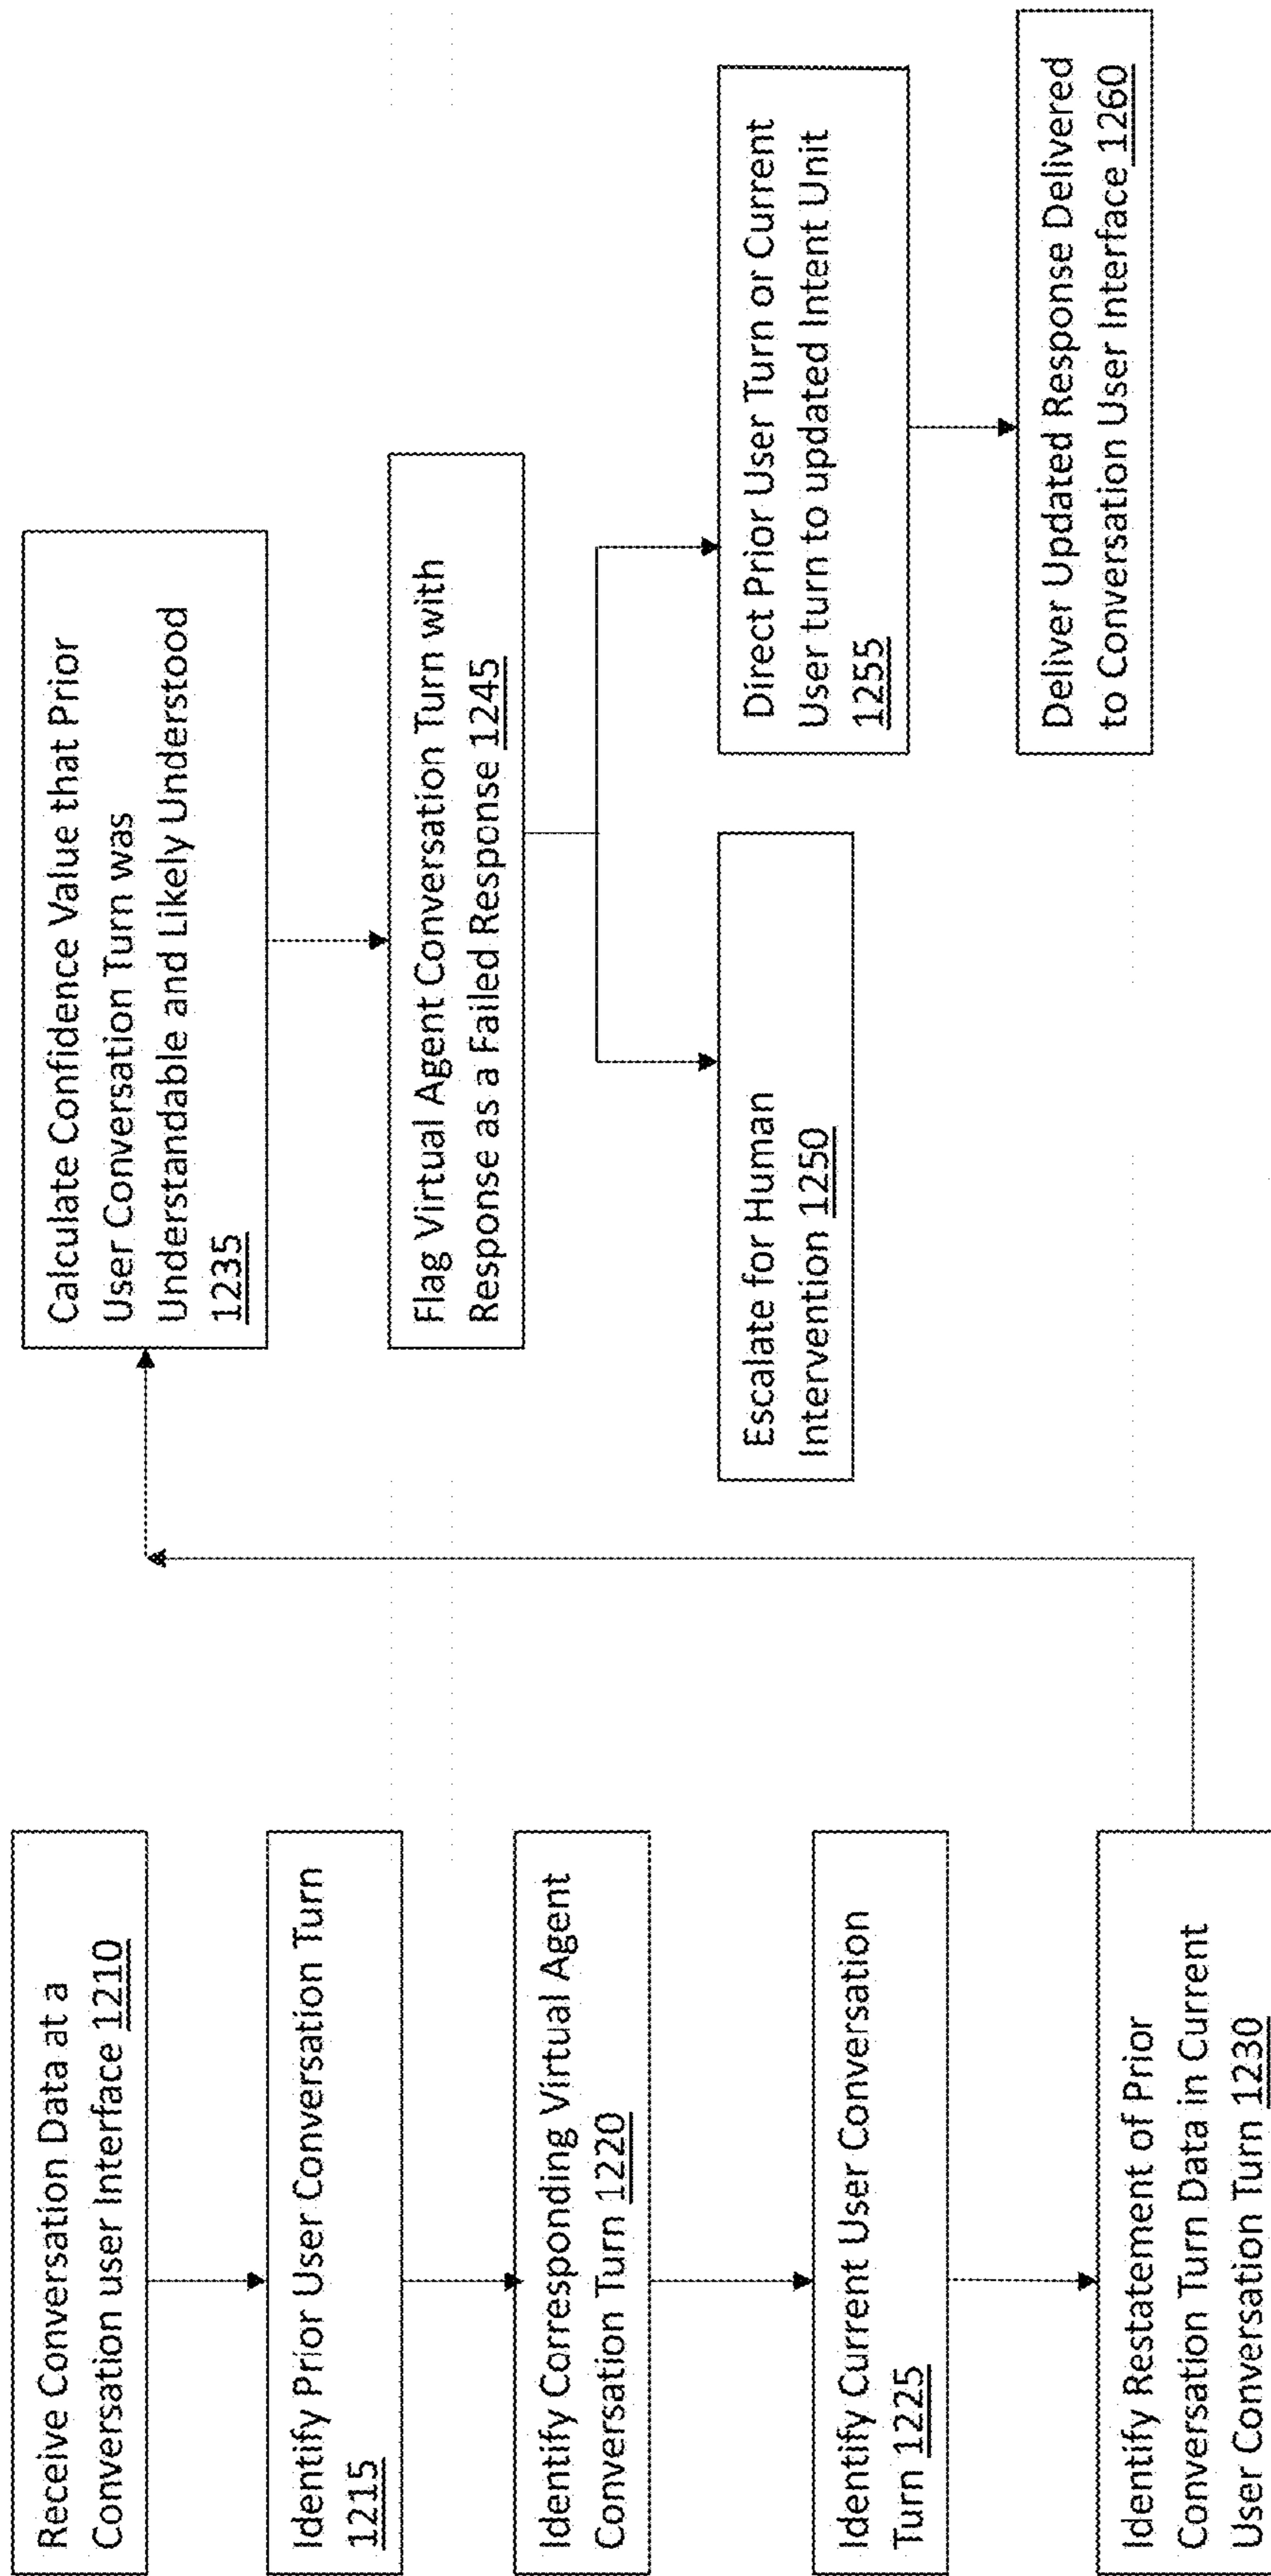 Receive Conversation Data at a
Conversation user Interface 1210
Identify Prior User Conversation Turn
1215
Identify Corresponding Virtual Agent
Conversation Turn 1220
Identify Current User Conversation
Turn 1225
Identify Restatement of Prior
Conversation Turn Data in Current
User Conversation Turn 1230
Calculate Confidence Value that Prior
User Conversation Turn was
Understandable and Likely Understood
1235
Flag Virtual Agent Conversation Turn with
Response as a Failed Response 1245
Escalate for Human
Intervention 1250
Direct Prior User Turn or Current
User turn to updated Intent Unit
1255
Deliver Updated Response Delivered
to Conversation User Interface 1260